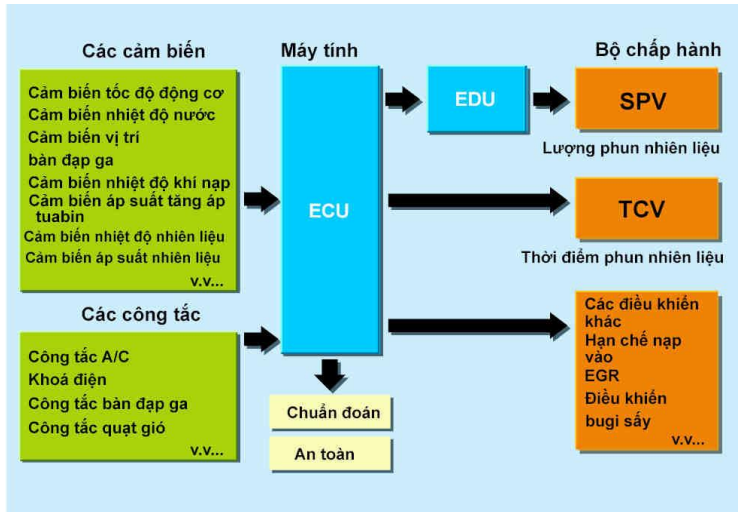 Các cảm biến
Cảm biến tốc độ động cơ
Cảm biến nhiệt độ nước
Cảm biến vị trí
bàn đạp ga
Cảm biến nhiệt độ khí nạp
Cảm biến áp suất tăng áp
tuabin
Cảm biến nhiệt độ nhiên liệu
Cảm biến áp suất nhiên liệu
v.v...
Các công tắc
Công tắc A/C
Khoá điện
Công tắc bàn đạp ga
Công tắc quạt gió
v.v...
Máy tính
ECU
Chuẩn đoán
An toàn
EDU
Bộ chấp hành
SPV
Lượng phun nhiên liệu
TCV
Thời điểm phun nhiên liệu
Các điều khiển
khác
Hạn chế nạp
vào
EGR
Điều khiển
bugi sấy
v.v...